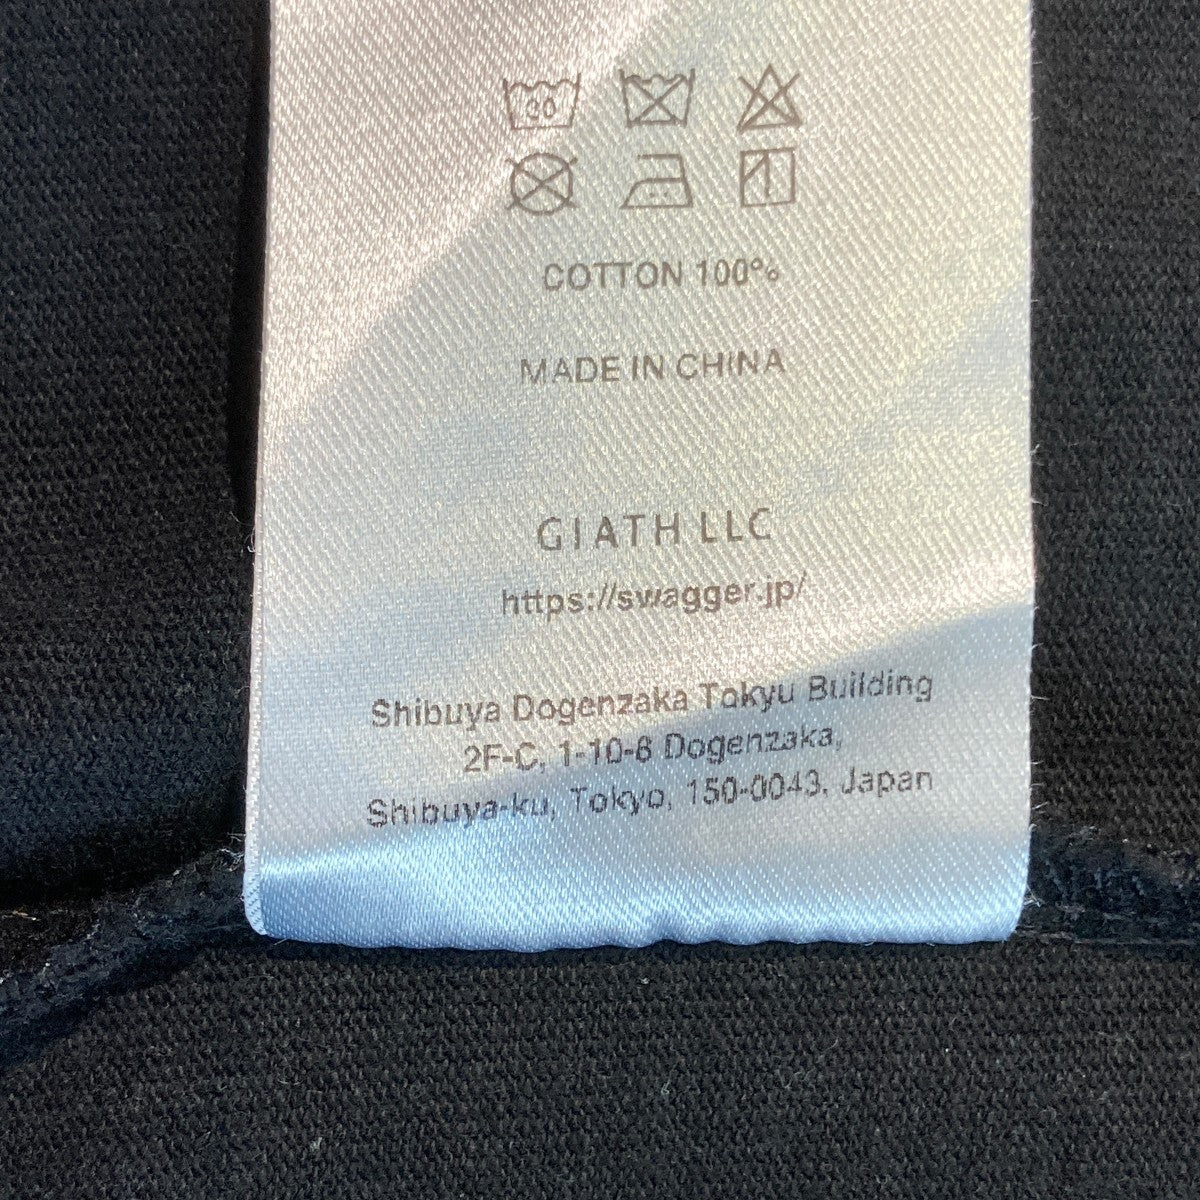 COTTON 100%
MADE IN CHINA
GIATH LLC
https://swagger.jp/
Shibuya Dogenzaka Tokyu Building
2F-C, 1-10-8 Dogenzaka,
Shibuya-ku, Tokyo, 150-0043, Japan